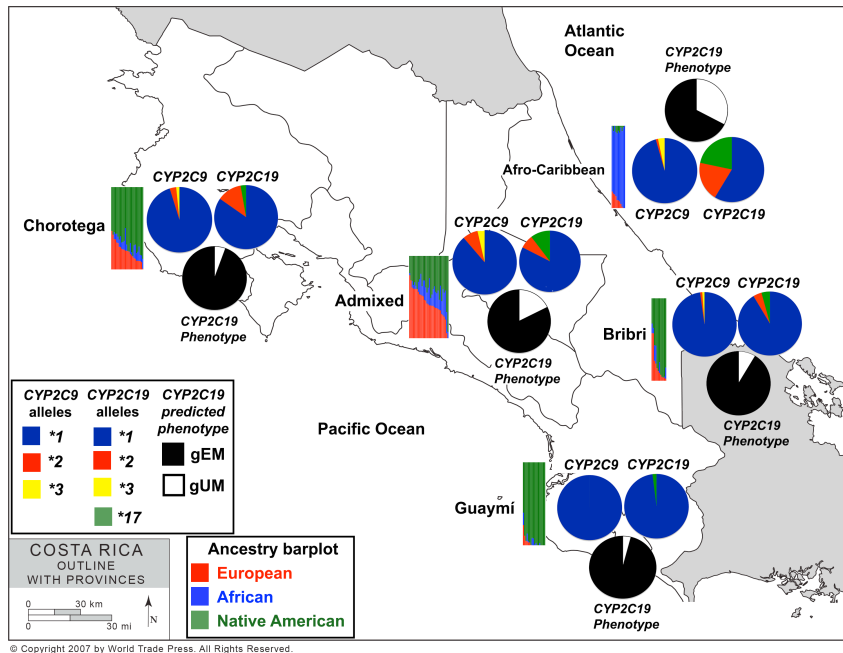 Atlantic
Ocean
CYP2C19
Phenotype
Afro-Caribbean
CYP2C9
CYP2C19
CYP2C9
CYP2C19
Chorotega
CYP2C19
Phenotype
CYP2C9
CYP2C19
Admixed
CYP2C19
Phenotype
CYP2C9
CYP2C19
Bribri
CYP2C19
Phenotype
Pacific Ocean
CYP2C9
CYP2C19
Guaymí
CYP2C19
Phenotype
CYP2C9
alleles
*1
*2
*3
CYP2C19
alleles
*1
*2
*3
*17
CYP2C19
predicted
phenotype
gEM
gUM
COSTA RICA
OUTLINE
WITH PROVINCES
0 30 km
0 30 mi
N
Ancestry barplot
European
African
Native American
© Copyright 2007 by World Trade Press. All Rights Reserved.